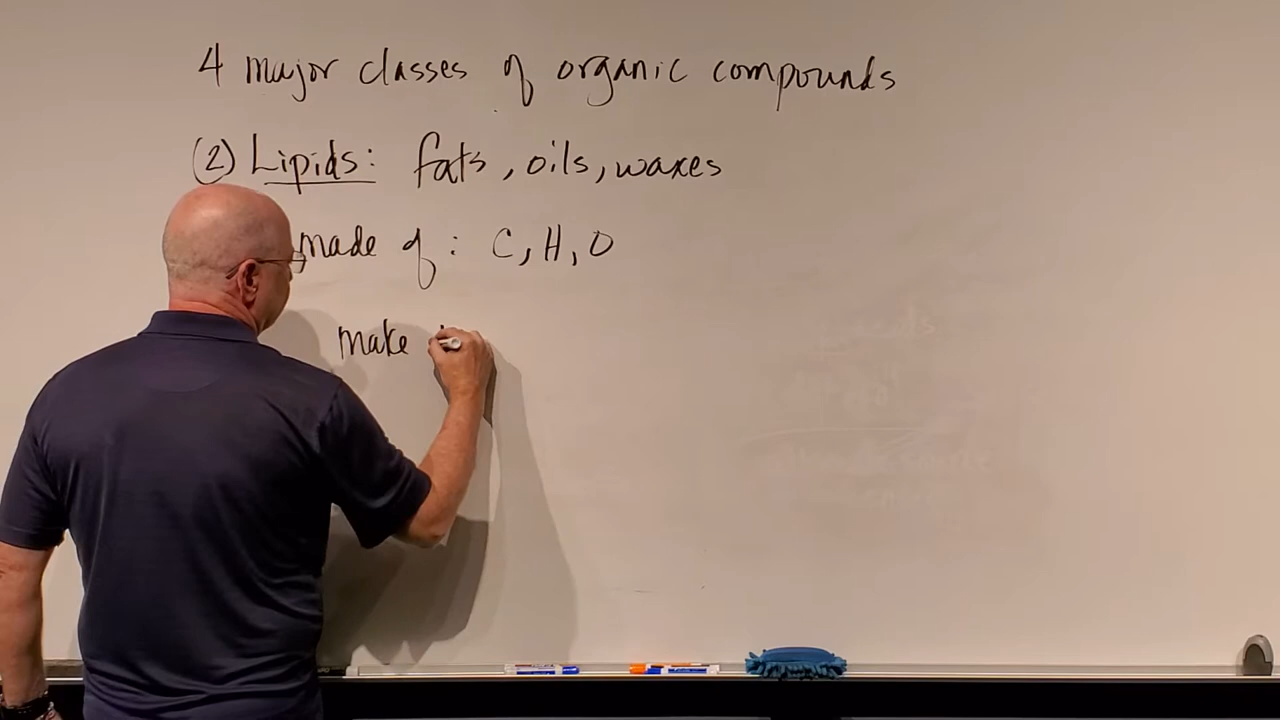 4 major classes of organic compounds
(2) Lipids: fats, oils, waxes
made of: C, H, O
make